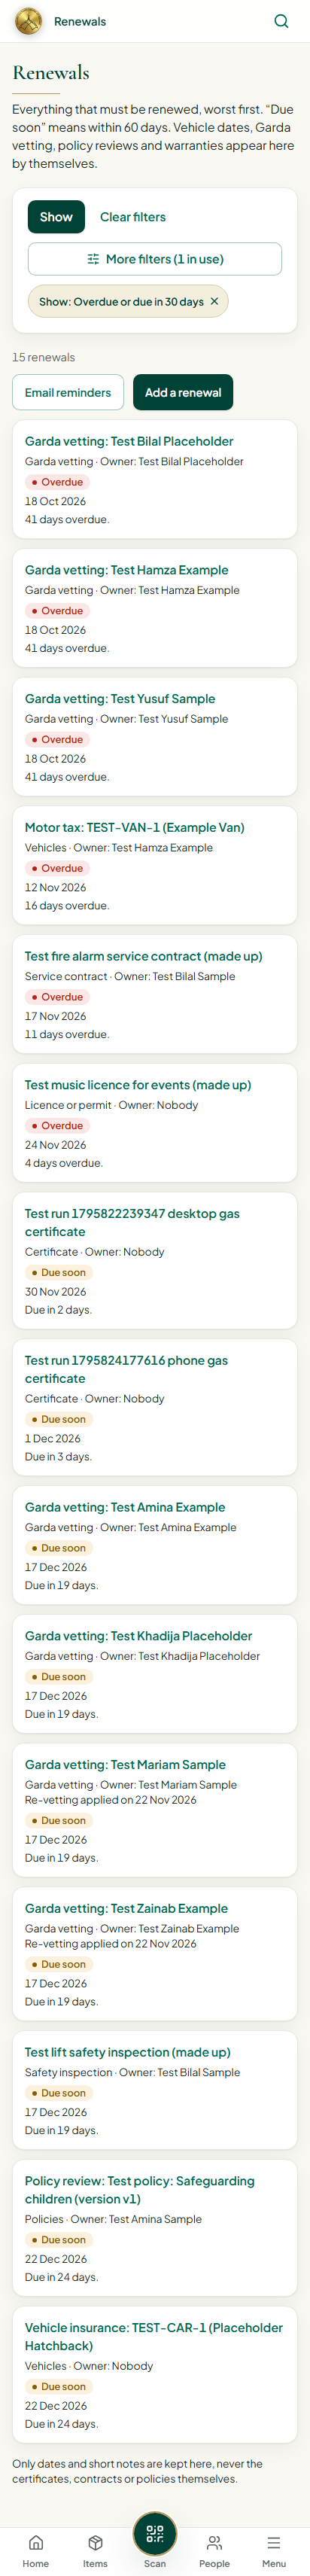 Renewals
Renewals
Everything that must be renewed, worst first. “Due
soon” means within 60 days. Vehicle dates, Garda
vetting, policy reviews and warranties appear here
by themselves.
Show
Clear filters
More filters (1 in use)
Show: Overdue or due in 30 days ×
15 renewals
Email reminders
Add a renewal
Garda vetting: Test Bilal Placeholder
Garda vetting · Owner: Test Bilal Placeholder
Overdue
18 Oct 2026
41 days overdue.
Garda vetting: Test Hamza Example
Garda vetting · Owner: Test Hamza Example
Overdue
18 Oct 2026
41 days overdue.
Garda vetting: Test Yusuf Sample
Garda vetting · Owner: Test Yusuf Sample
Overdue
18 Oct 2026
41 days overdue.
Motor tax: TEST-VAN-1 (Example Van)
Vehicles · Owner: Test Hamza Example
Overdue
12 Nov 2026
16 days overdue.
Test fire alarm service contract (made up)
Service contract · Owner: Test Bilal Sample
Overdue
17 Nov 2026
11 days overdue.
Test music licence for events (made up)
Licence or permit · Owner: Nobody
Overdue
24 Nov 2026
4 days overdue.
Test run 1795822239347 desktop gas
certificate
Certificate · Owner: Nobody
Due soon
30 Nov 2026
Due in 2 days.
Test run 1795824177616 phone gas
certificate
Certificate · Owner: Nobody
Due soon
1 Dec 2026
Due in 3 days.
Garda vetting: Test Amina Example
Garda vetting · Owner: Test Amina Example
Due soon
17 Dec 2026
Due in 19 days.
Garda vetting: Test Khadija Placeholder
Garda vetting · Owner: Test Khadija Placeholder
Due soon
17 Dec 2026
Due in 19 days.
Garda vetting: Test Mariam Sample
Garda vetting · Owner: Test Mariam Sample
Re-vetting applied on 22 Nov 2026
Due soon
17 Dec 2026
Due in 19 days.
Garda vetting: Test Zainab Example
Garda vetting · Owner: Test Zainab Example
Re-vetting applied on 22 Nov 2026
Due soon
17 Dec 2026
Due in 19 days.
Test lift safety inspection (made up)
Safety inspection · Owner: Test Bilal Sample
Due soon
17 Dec 2026
Due in 19 days.
Policy review: Test policy: Safeguarding
children (version v1)
Policies · Owner: Test Amina Sample
Due soon
22 Dec 2026
Due in 24 days.
Vehicle insurance: TEST-CAR-1 (Placeholder
Hatchback)
Vehicles · Owner: Nobody
Due soon
22 Dec 2026
Due in 24 days.
Only dates and short notes are kept here, never the
certificates, contracts or policies themselves.
Home
Items
Scan
People
Menu